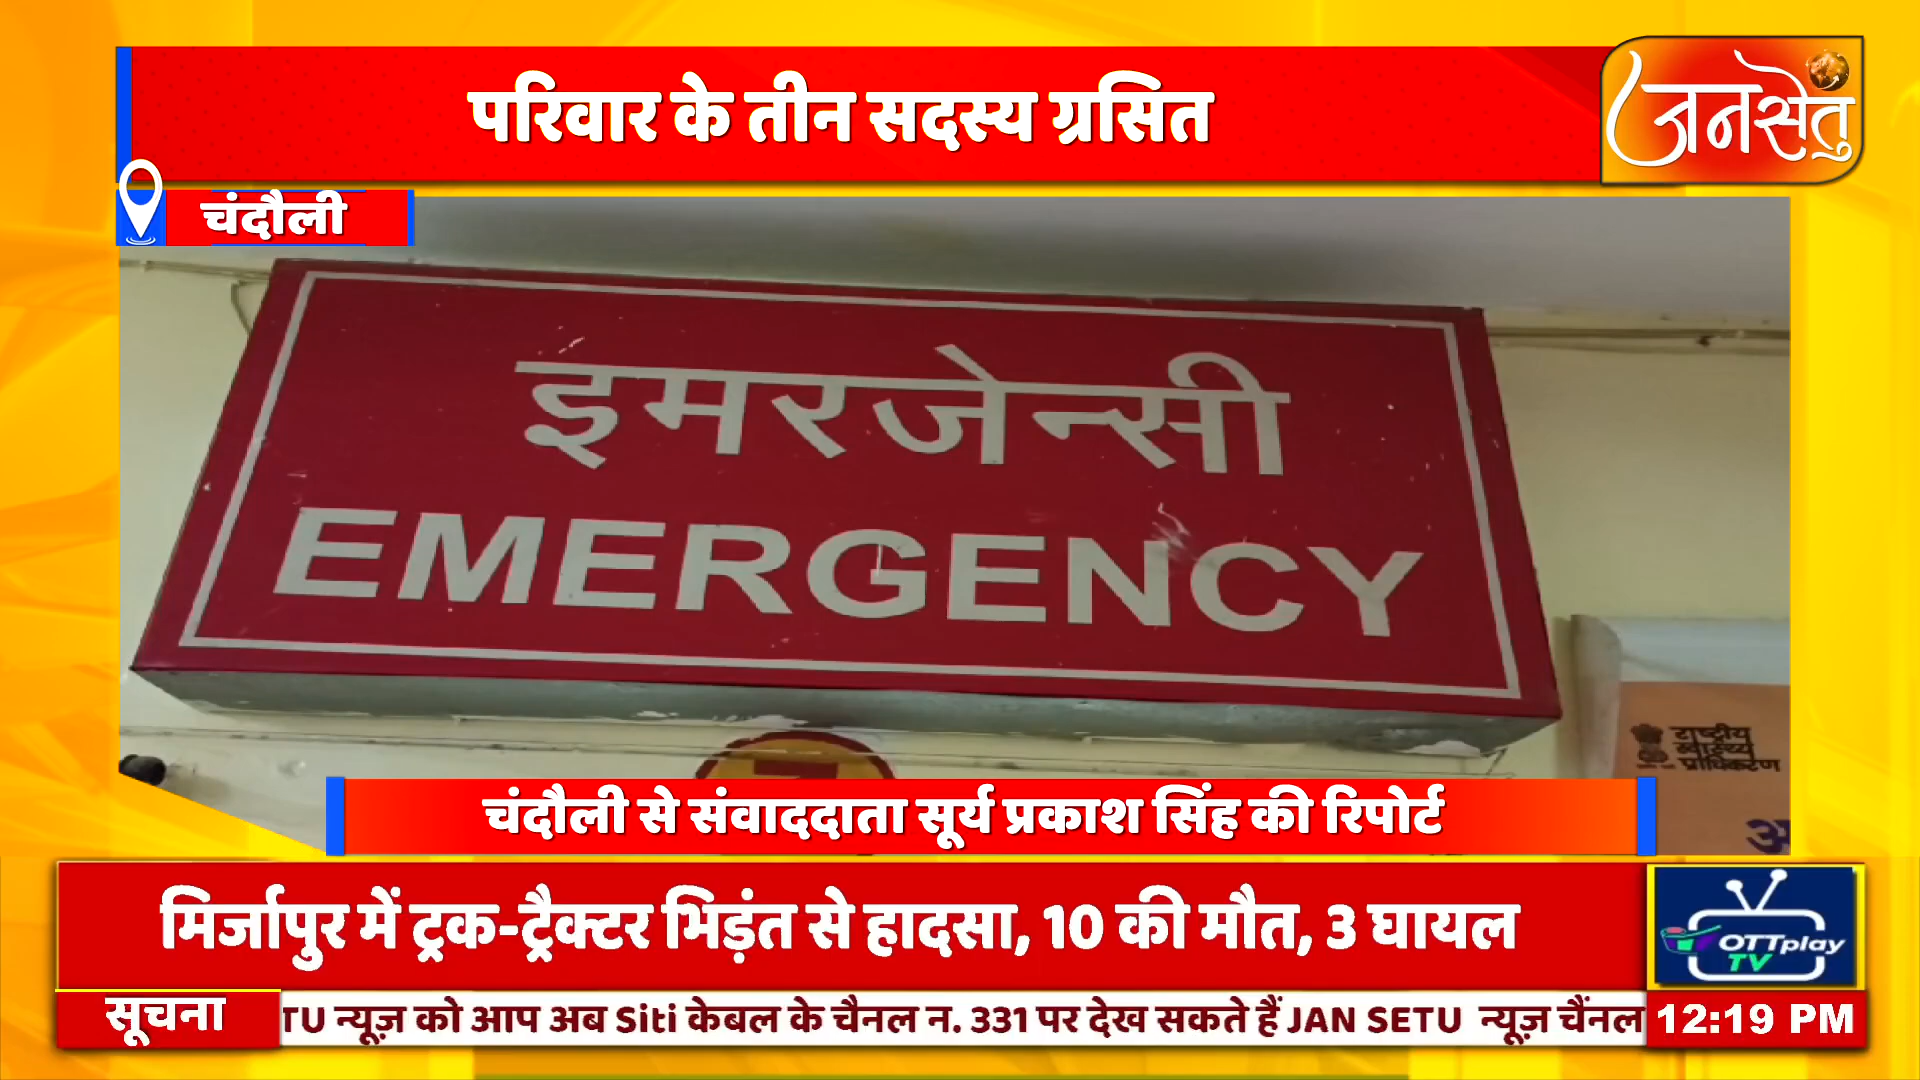 परिवार के तीन सदस्य ग्रसित
जनसेतु
चंदौली
इमरजेन्सी
EMERGENCY
राष्ट्रीय
स्वास्थ्य
प्राधिकरण
चंदौली से संवाददाता सूर्य प्रकाश सिंह की रिपोर्ट
मिर्जापुर में ट्रक-ट्रैक्टर भिड़ंत से हादसा, 10 की मौत, 3 घायल
OTTplay
TV
सूचना
TU न्यूज़ को आप अब Siti केबल के चैनल न. 331 पर देख सकते हैं JAN SETU न्यूज़ चैंनल
12:19 PM